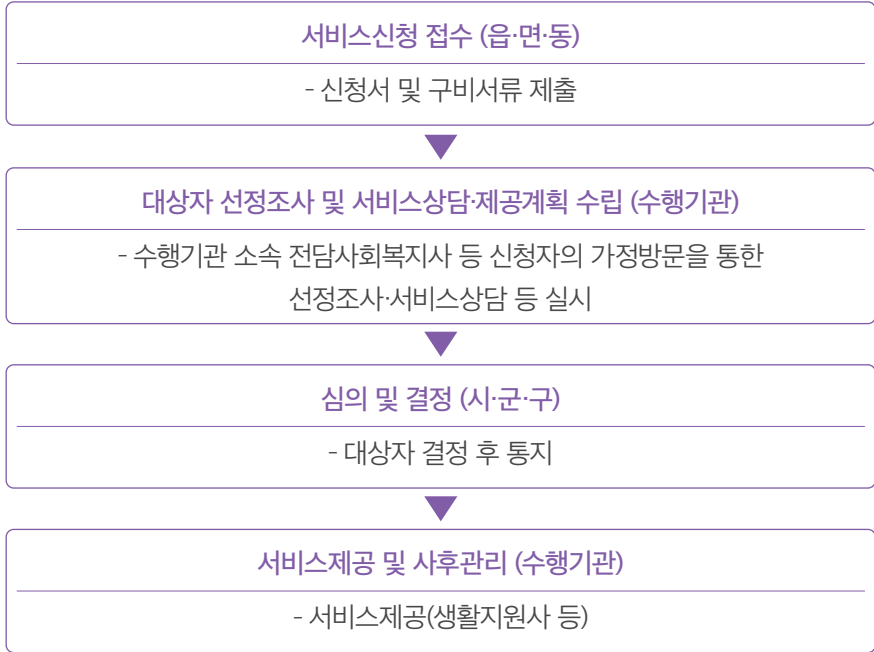 서비스신청 접수 (읍·면·동)
- 신청서 및 구비서류 제출
대상자 선정조사 및 서비스상담·제공계획 수립 (수행기관)
- 수행기관 소속 전담사회복지사 등 신청자의 가정방문을 통한
선정조사·서비스상담 등 실시
심의 및 결정 (시·군·구)
- 대상자 결정 후 통지
서비스제공 및 사후관리 (수행기관)
- 서비스제공(생활지원사 등)